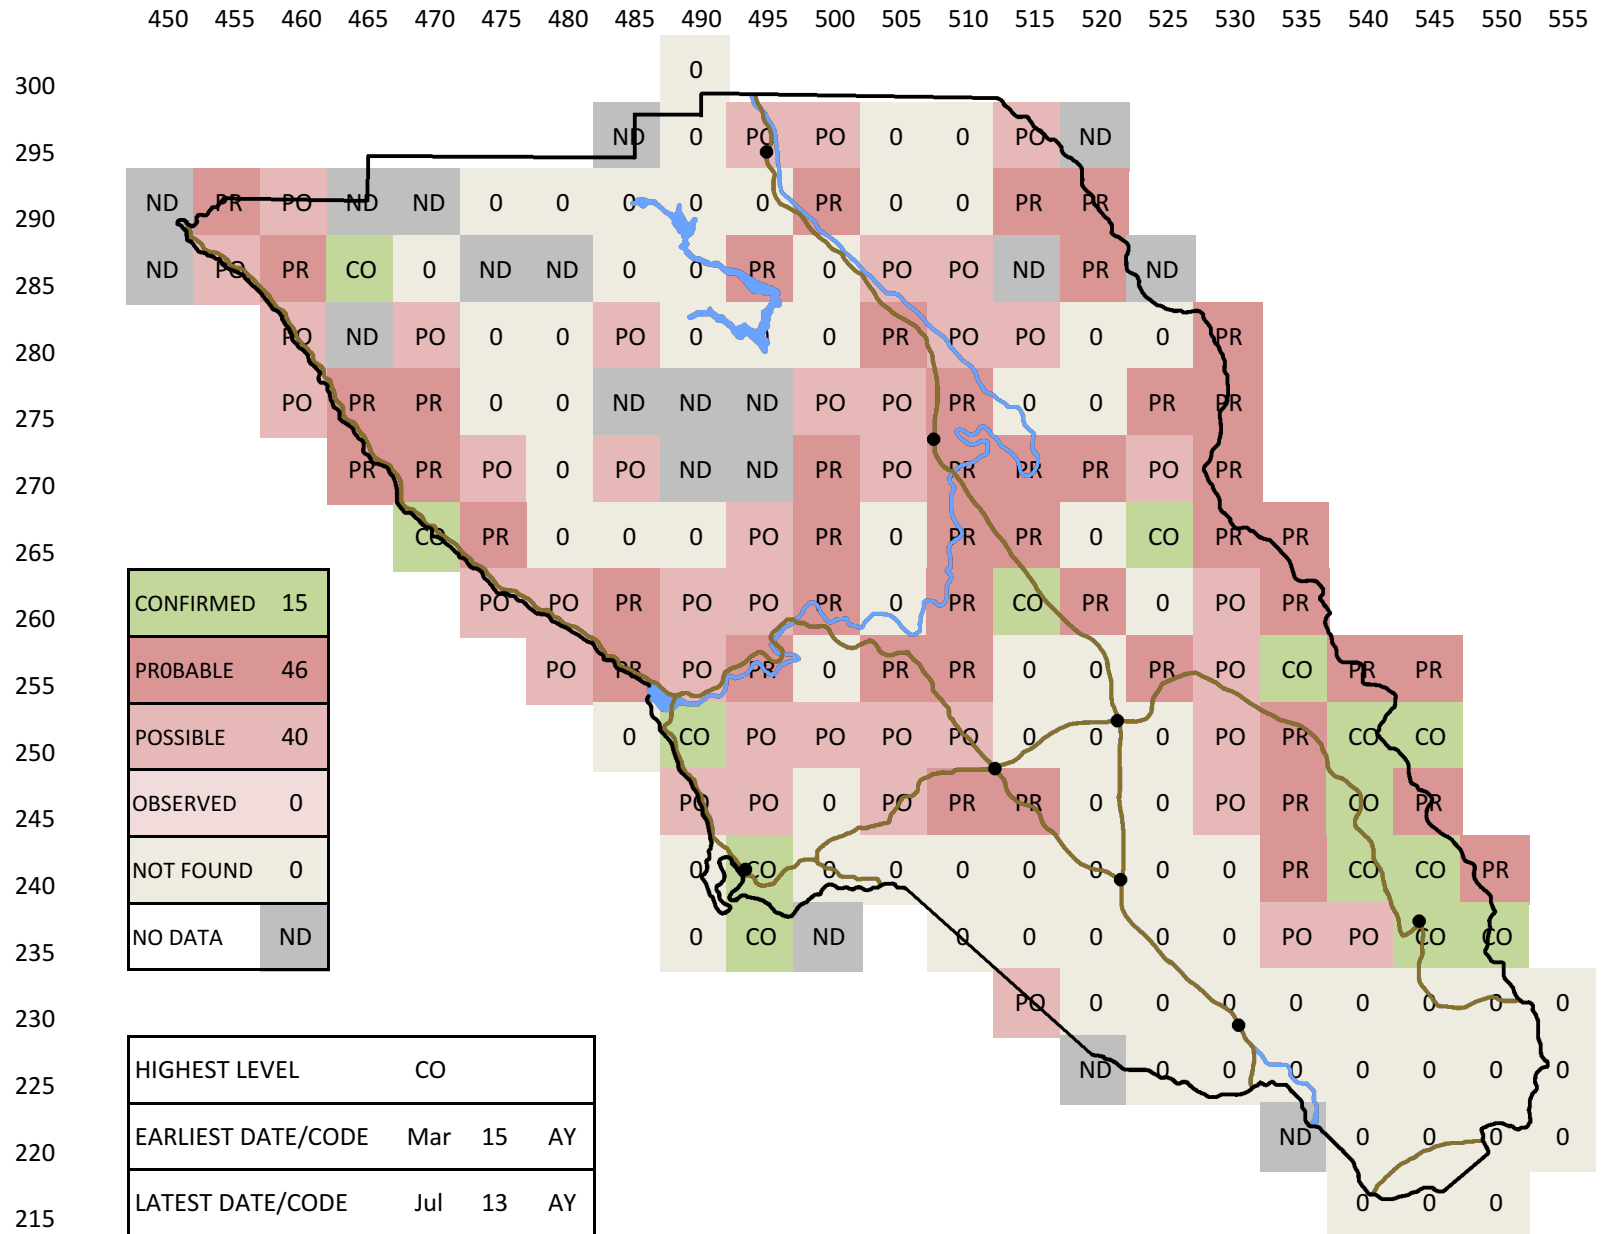 450 455 460 465 470 475 480 485 490 495 500 505 510 515 520 525 530 535 540 545 550 555
0
300
ND 0 PO PO 0 0 PO ND
295
ND PR PO ND ND 0 0 0 0 0 PR 0 0 PR PR
290
ND PO PR CO 0 ND ND 0 0 PR 0 PO PO ND PR ND
285
PO ND PO 0 0 PO 0 0 0 PR PO PO 0 0 PR
280
PO PR PR 0 0 ND ND ND PO PO PR 0 0 PR PR
275
PR PR PO 0 PO ND ND PR PO PR PR PR PO PR
270
CO PR 0 0 0 PO PR 0 PR PR 0 CO PR PR
265
CONFIRMED 15
PO PO PR PO PO PR 0 PR CO PR 0 PO PR
260
PR0BABLE 46
PO PR PO PR 0 PR PR 0 0 PR PO CO PR PR
255
POSSIBLE 40
0 CO PO PO PO PO 0 0 0 PO PR CO CO
250
OBSERVED 0
PO PO 0 PO PR PR 0 0 PO PR CO PR
245
NOT FOUND 0
0 CO 0 0 0 0 0 0 0 PR CO CO PR
240
NO DATA ND
0 CO ND 0 0 0 0 0 PO PO CO CO
235
PO 0 0 0 0 0 0 0 0
230
HIGHEST LEVEL CO
ND 0 0 0 0 0 0 0
225
EARLIEST DATE/CODE Mar 15 AY
ND 0 0 0 0
220
LATEST DATE/CODE Jul 13 AY
0 0 0
215